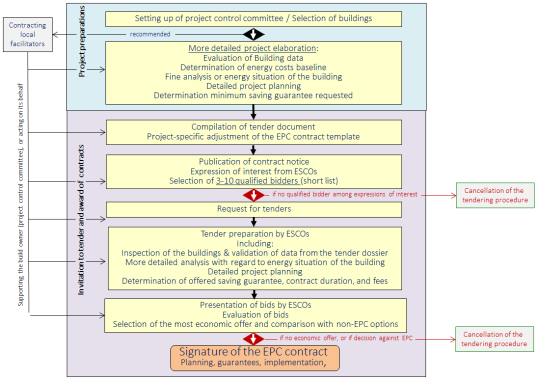 Setting up of project control committee / Selection of buildings
Contracting
local
facilitators
recommended
Project preparations
More detailed project elaboration:
Evaluation of Building data
Determination of energy costs baseline
Fine analysis or energy situation of the building
Detailed project planning
Determination minimum saving guarantee requested
Supporting the build owner (project control committee), or acting on its behalf
Invitation to tender and award of contracts
Compilation of tender document
Project-specific adjustment of the EPC contract template
Publication of contract notice
Expression of interest from ESCOs
Selection of 3-10 qualified bidders (short list)
if no qualified bidder among expressions of interest
Cancellation of the
tendering procedure
Request for tenders
Tender preparation by ESCOs
Including:
Inspection of the buildings & validation of data from the tender dossier
More detailed analysis with regard to energy situation of the building
Detailed project planning
Determination of offered saving guarantee, contract duration, and fees
Presentation of bids by ESCOs
Evaluation of bids
Selection of the most economic offer and comparison with non-EPC options
if no economic offer, or if decision against EPC
Cancellation of the
tendering procedure
Signature of the EPC contract
Planning, guarantees, implementation,